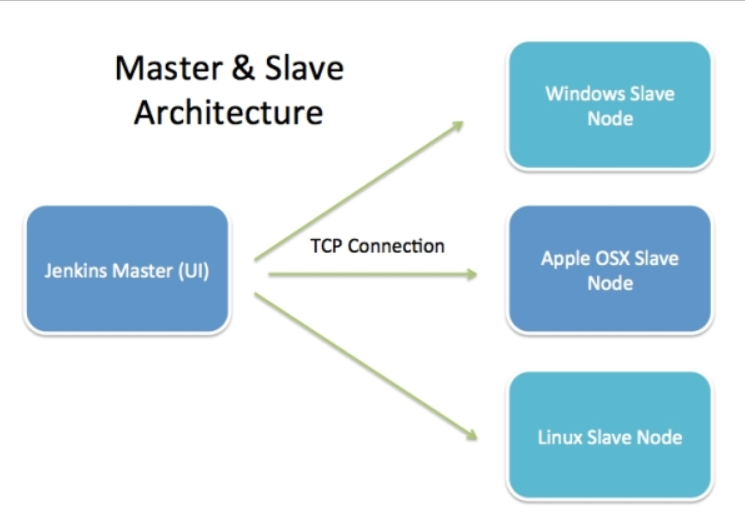 Master & Slave
Architecture
Windows Slave
Node
TCP Connection
Jenkins Master (UI)
Apple OSX Slave
Node
Linux Slave Node